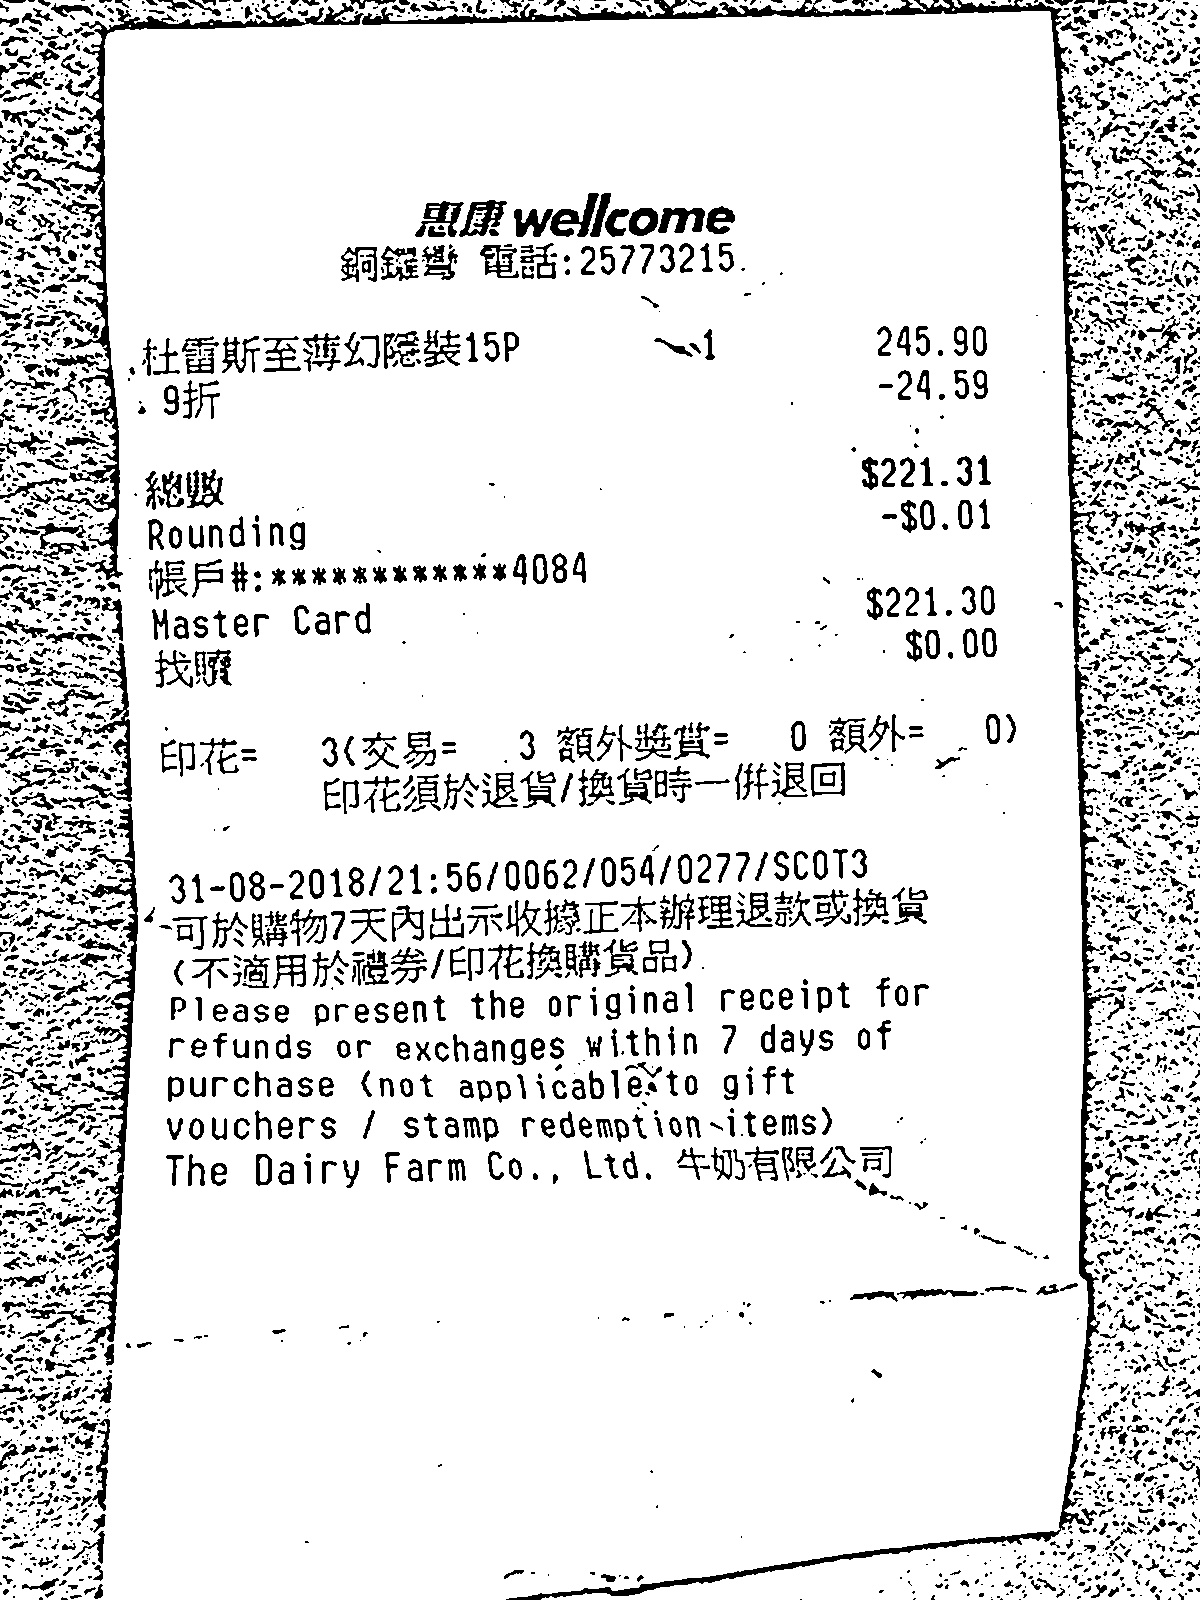 惠康 wellcome
銅鑼灣 電話:25773215
杜雷斯至薄幻隱裝15P 1 245.90
9折 -24.59
總數 $221.31
Rounding -$0.01
帳戶#:************4084
Master Card $221.30
找贖 $0.00
印花= 3(交易= 3 額外獎賞= 0 額外= 0)
印花須於退貨/換貨時一併退回
31-08-2018/21:56/0062/054/0277/SCOT3
可於購物7天內出示收據正本辦理退款或換貨
(不適用於禮券/印花換購貨品)
Please present the original receipt for
refunds or exchanges within 7 days of
purchase (not applicable to gift
vouchers / stamp redemption items)
The Dairy Farm Co., Ltd. 牛奶有限公司